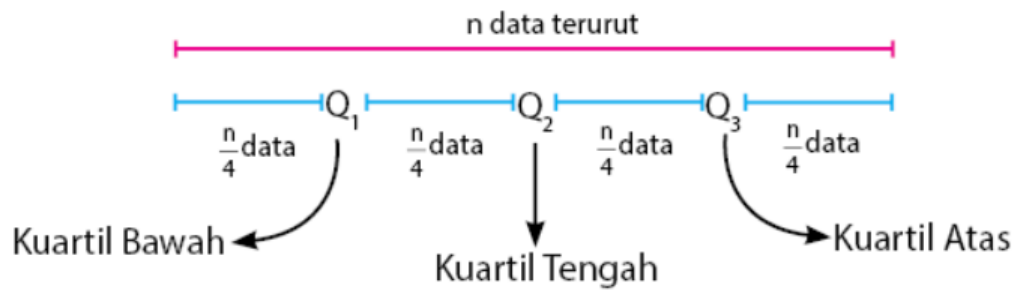 n data terurut
Q₁ Q₂ Q₃
n/4 data n/4 data n/4 data n/4 data
Kuartil Bawah Kuartil Atas
Kuartil Tengah